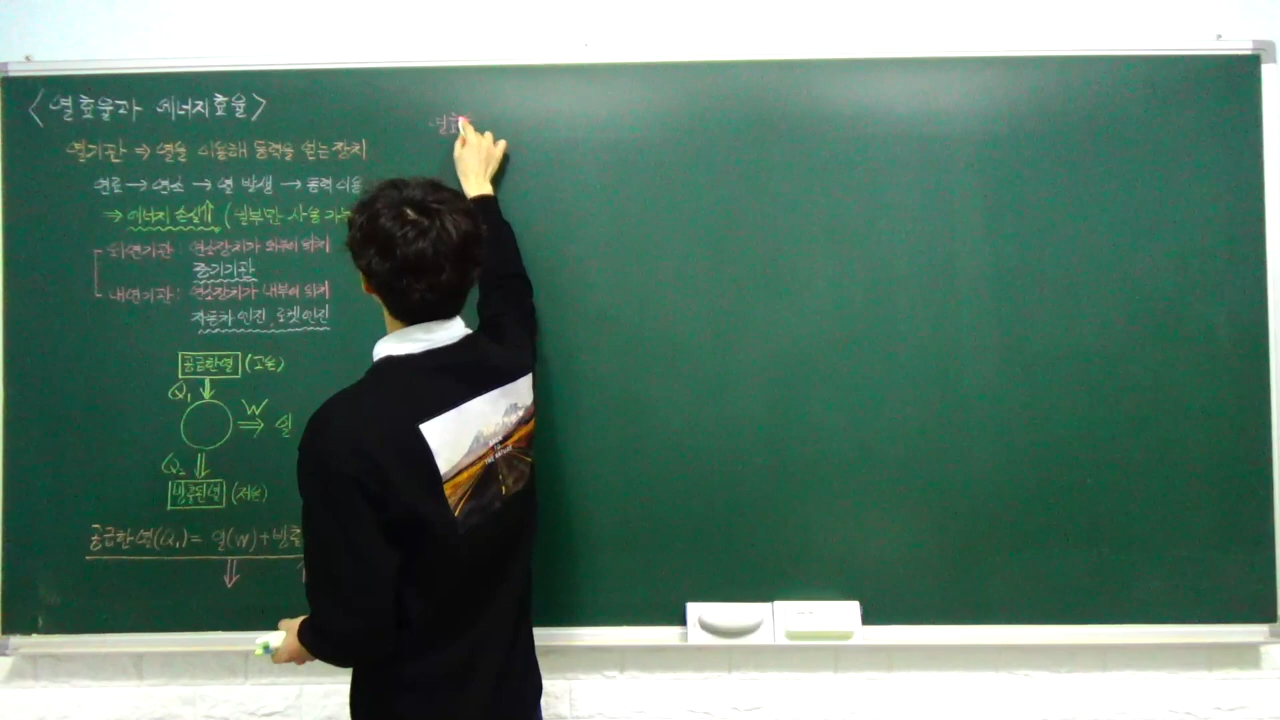 <열효율과 에너지효율>
열기관 ⇒ 열을 이용해 동력을 얻는 장치
연료 → 연소 → 열 발생 → 동력 이용
⇒ 에너지 손실↑ (일부만 사용 가능
외연기관 : 연소장치가 외부에 위치
증기기관
내연기관 : 연소장치가 내부에 위치
자동차 엔진, 로켓 엔진
공급한 열 (고온)
Q₁
W
⇒ 일
Q₂
방출된 열 (저온)
공급한 열(Q₁) = 일(W) + 방출
열효
TO
THE NATURE